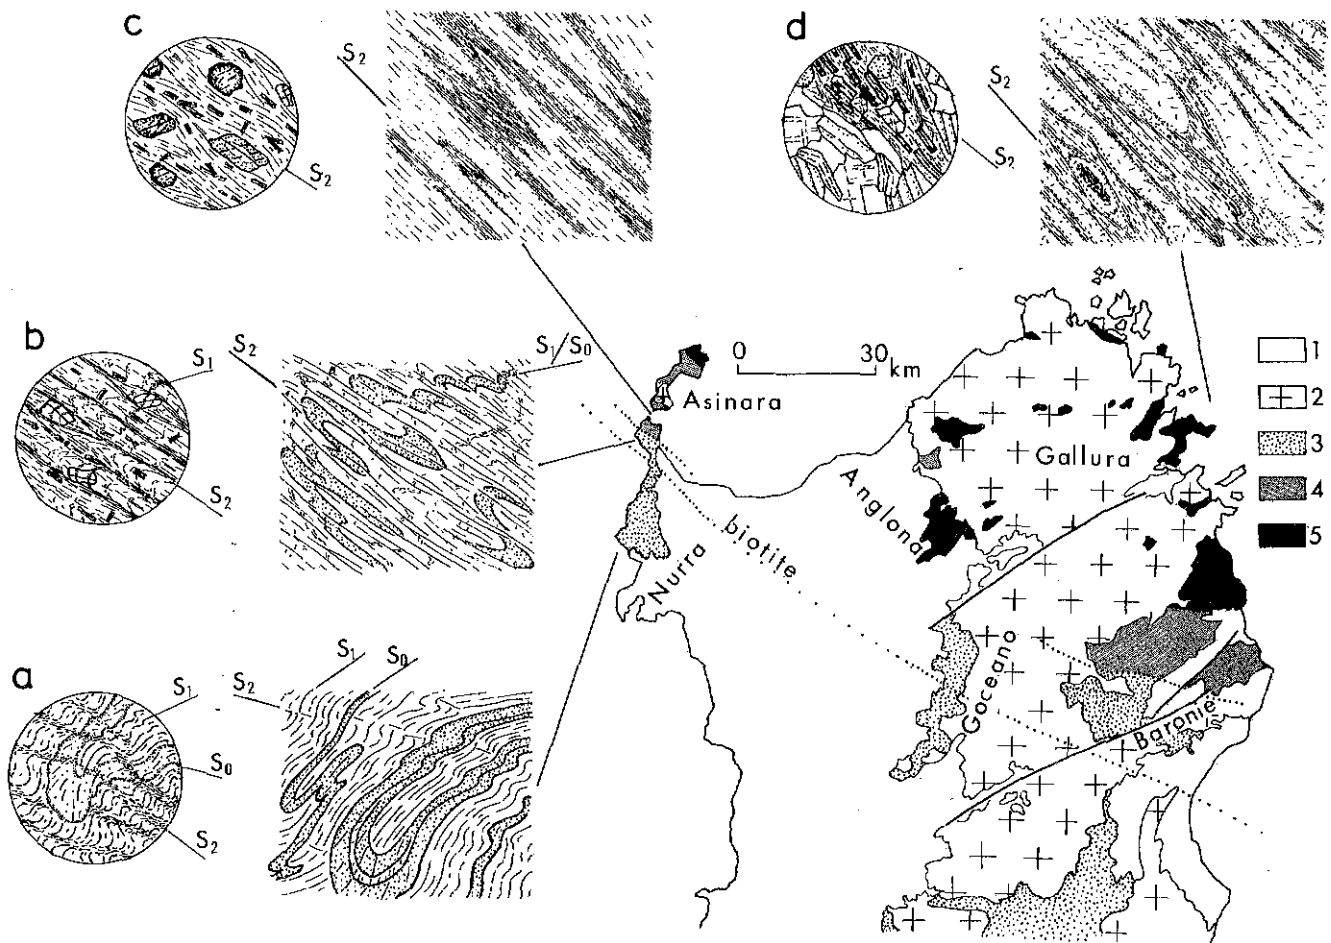 c
S2
S2
d
S2
S2
b
S1
S2
S1/S0
S2
0 30
km
Asinara
Gallura
Anglona
biotite
Nurra
Goceano
Baronie
1
2
3
4
5
a
S1
S2
S1
S0
S0
S2